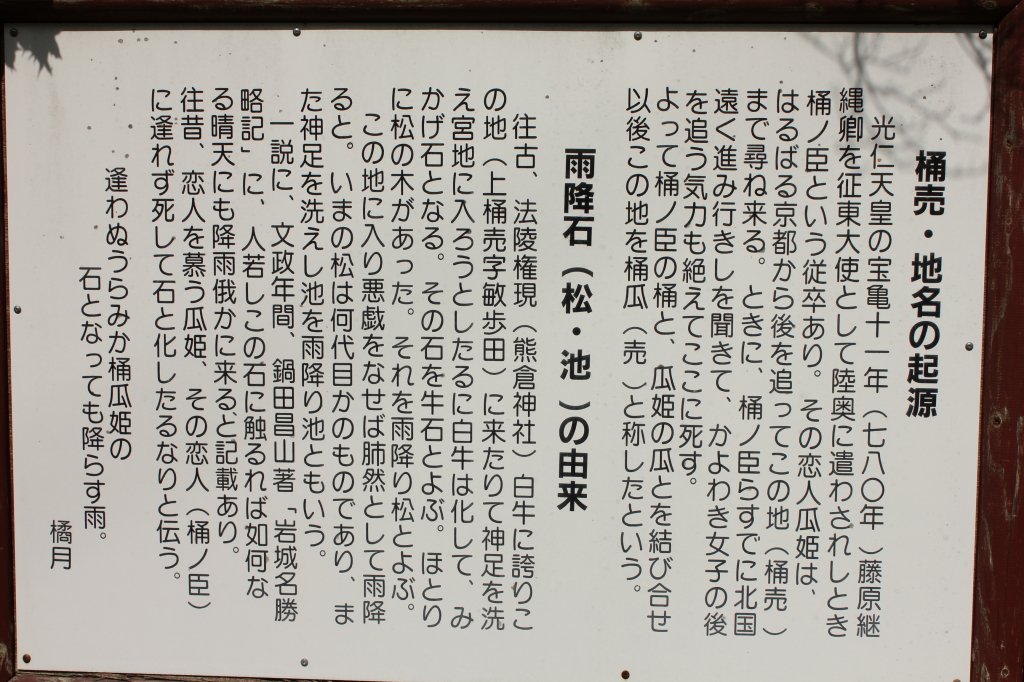 桶売・地名の起源
光仁天皇の宝亀十一年（七八〇年）藤原継
縄卿を征東大使として陸奥に遣わされしとき
桶ノ臣という従卒あり。その恋人瓜姫は、
はるばる京都から後を追ってこの地（桶売）
まで尋ね来る。ときに、桶ノ臣らすでに北国
遠く進み行きしを聞きて、かよわき女子の後
を追う気力も絶えてここに死す。
よって桶ノ臣の桶と、瓜姫の瓜とを結び合せ
以後この地を桶瓜（売）と称したという。
雨降石（松・池）の由来
往古、法陵権現（熊倉神社）白牛に誇りこ
の地（上桶売字敏歩田）に来たりて神足を洗
え宮地に入ろうとしたるに白牛は化して、み
かげ石となる。その石を牛石とよぶ。ほとり
に松の木があった。それを雨降り松とよぶ。
この地に入り悪戯をなせば肺然として雨降
ると。いまの松は何代目かのものであり、ま
た神足を洗えし池を雨降り池ともいう。
一説に、文政年間、鍋田昌山著「岩城名勝
略記」に、人若しこの石に触るれば如何な
る晴天にも降雨俄かに来ると記載あり。
往昔、恋人を慕う瓜姫、その恋人（桶ノ臣）
に逢れず死して石と化したるなりと伝う。
逢わぬうらみか桶瓜姫の
石となっても降らす雨。
橘月